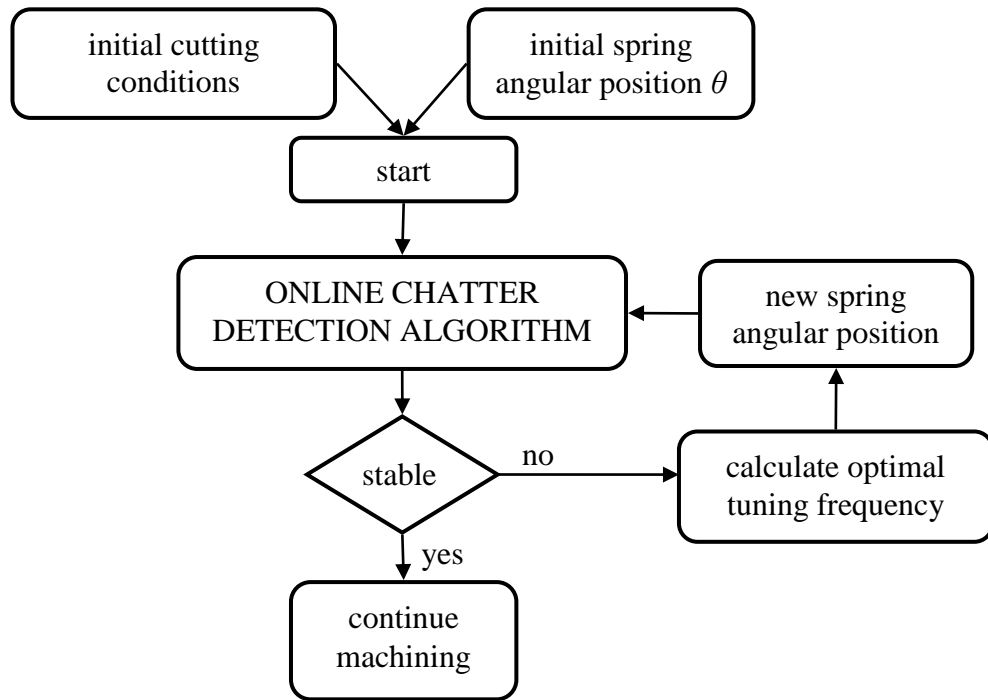 initial cutting
conditions
initial spring
angular position θ
start
ONLINE CHATTER
DETECTION ALGORITHM
new spring
angular position
stable
no
calculate optimal
tuning frequency
yes
continue
machining